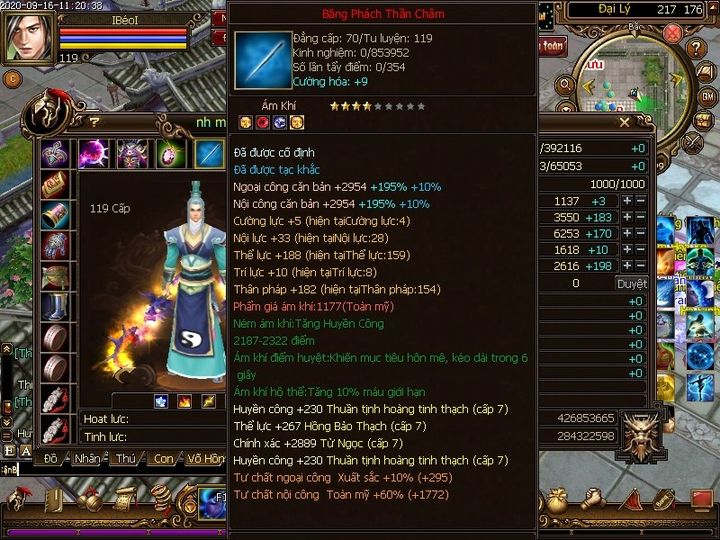 2020-09-16-11:20:38
IBéoI
119
Băng Phách Thần Châm
Đẳng cấp: 70/Tu luyện: 119
Kinh nghiệm: 0/853952
Số lần tẩy điểm: 0/354
Cường hóa: +9
Ám Khí
Đã được cố định
Đã được tạc khắc
Ngoại công căn bản +2954 +195% +10%
Nội công căn bản +2954 +195% +10%
Cường lực +5 (hiện tạiCường lực:4)
Nội lực +33 (hiện tạiNội lực:28)
Thể lực +188 (hiện tạiThể lực:159)
Trí lực +10 (hiện tạiTrí lực:8)
Thân pháp +182 (hiện tạiThân pháp:154)
Phẩm giá ám khí:1177(Toàn mỹ)
Ném ám khí:Tăng Huyền Công
2187-2322 điểm
Ám khí điểm huyệt:Khiến mục tiêu hôn mê, kéo dài trong 6
giây
Ám khí hộ thể:Tăng 10% máu giới hạn
Huyền công +230 Thuần tịnh hoàng tinh thạch (cấp 7)
Thể lực +267 Hồng Bảo Thạch (cấp 7)
Chính xác +2889 Tử Ngọc (cấp 7)
Huyền công +230 Thuần tịnh hoàng tinh thạch (cấp 7)
Tư chất ngoại công Xuất sắc +10% (+295)
Tư chất nội công Toàn mỹ +60% (+1772)
Đại Lý
217 176
Bắc
?
nh m
119 Cấp
Hoạt lực:
Tinh lực:
Đồ
Nhân
Thú
Con
Võ Hồn
/392116 +0
3/65053 +0
1000/1000
1137 +3
3550 +183
6253 +170
1618 +10
2616 +198
0 Duyệt
+0
+0
+0
+0
+0
+0
426853665
284322598
E A
F1